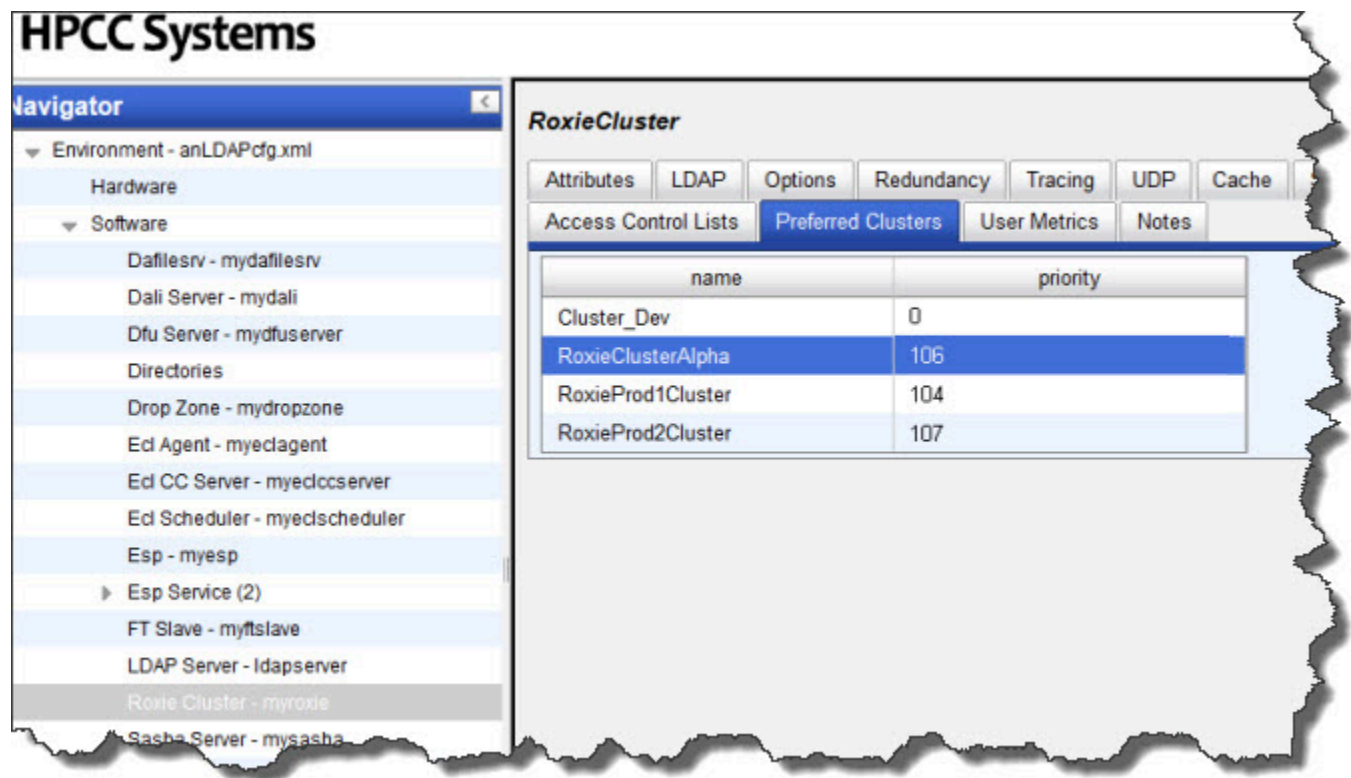 HPCC Systems
Navigator
Environment - anLDAPcfg.xml
Hardware
Software
Dafilesrv - mydafilesrv
Dali Server - mydali
Dfu Server - mydfuserver
Directories
Drop Zone - mydropzone
Ecl Agent - myeclagent
Ecl CC Server - myeclccserver
Ecl Scheduler - myeclscheduler
Esp - myesp
Esp Service (2)
FT Slave - myftslave
LDAP Server - ldapserver
Roxie Cluster - myroxie
Sasha Server - mysasha
RoxieCluster
Attributes LDAP Options Redundancy Tracing UDP Cache
Access Control Lists Preferred Clusters User Metrics Notes
name priority
Cluster_Dev 0
RoxieClusterAlpha 106
RoxieProd1Cluster 104
RoxieProd2Cluster 107